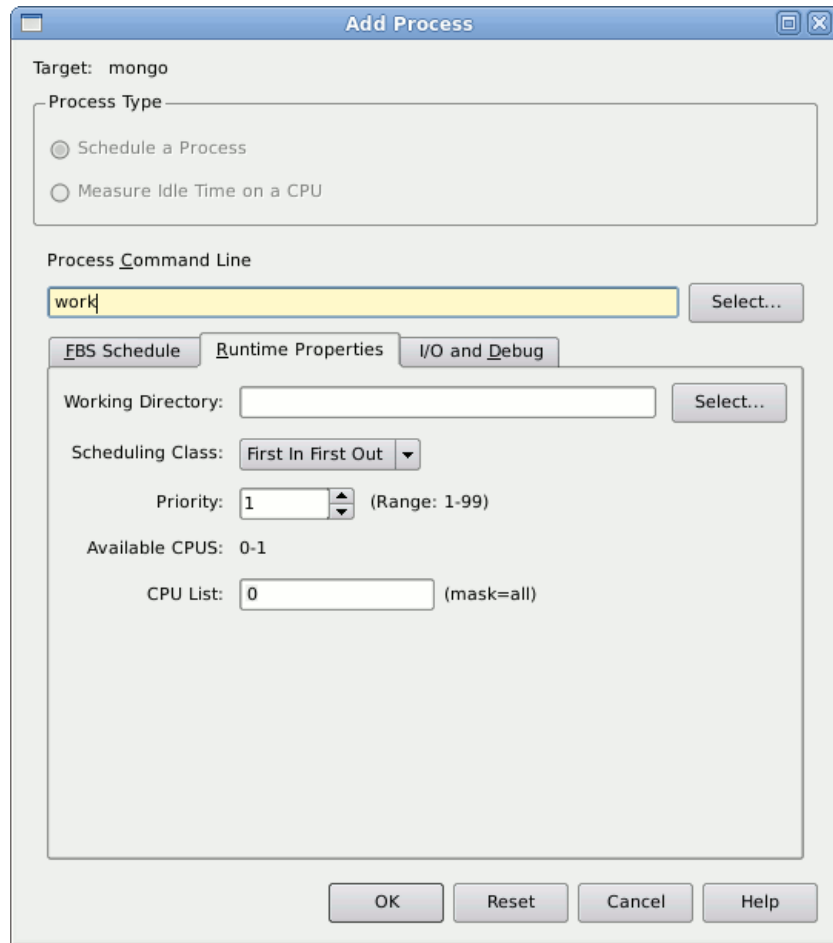 Add Process
Target: mongo
Process Type
Schedule a Process
Measure Idle Time on a CPU
Process Command Line
work
Select...
FBS Schedule Runtime Properties I/O and Debug
Working Directory: Select...
Scheduling Class: First In First Out
Priority: 1 (Range: 1-99)
Available CPUS: 0-1
CPU List: 0 (mask=all)
OK Reset Cancel Help